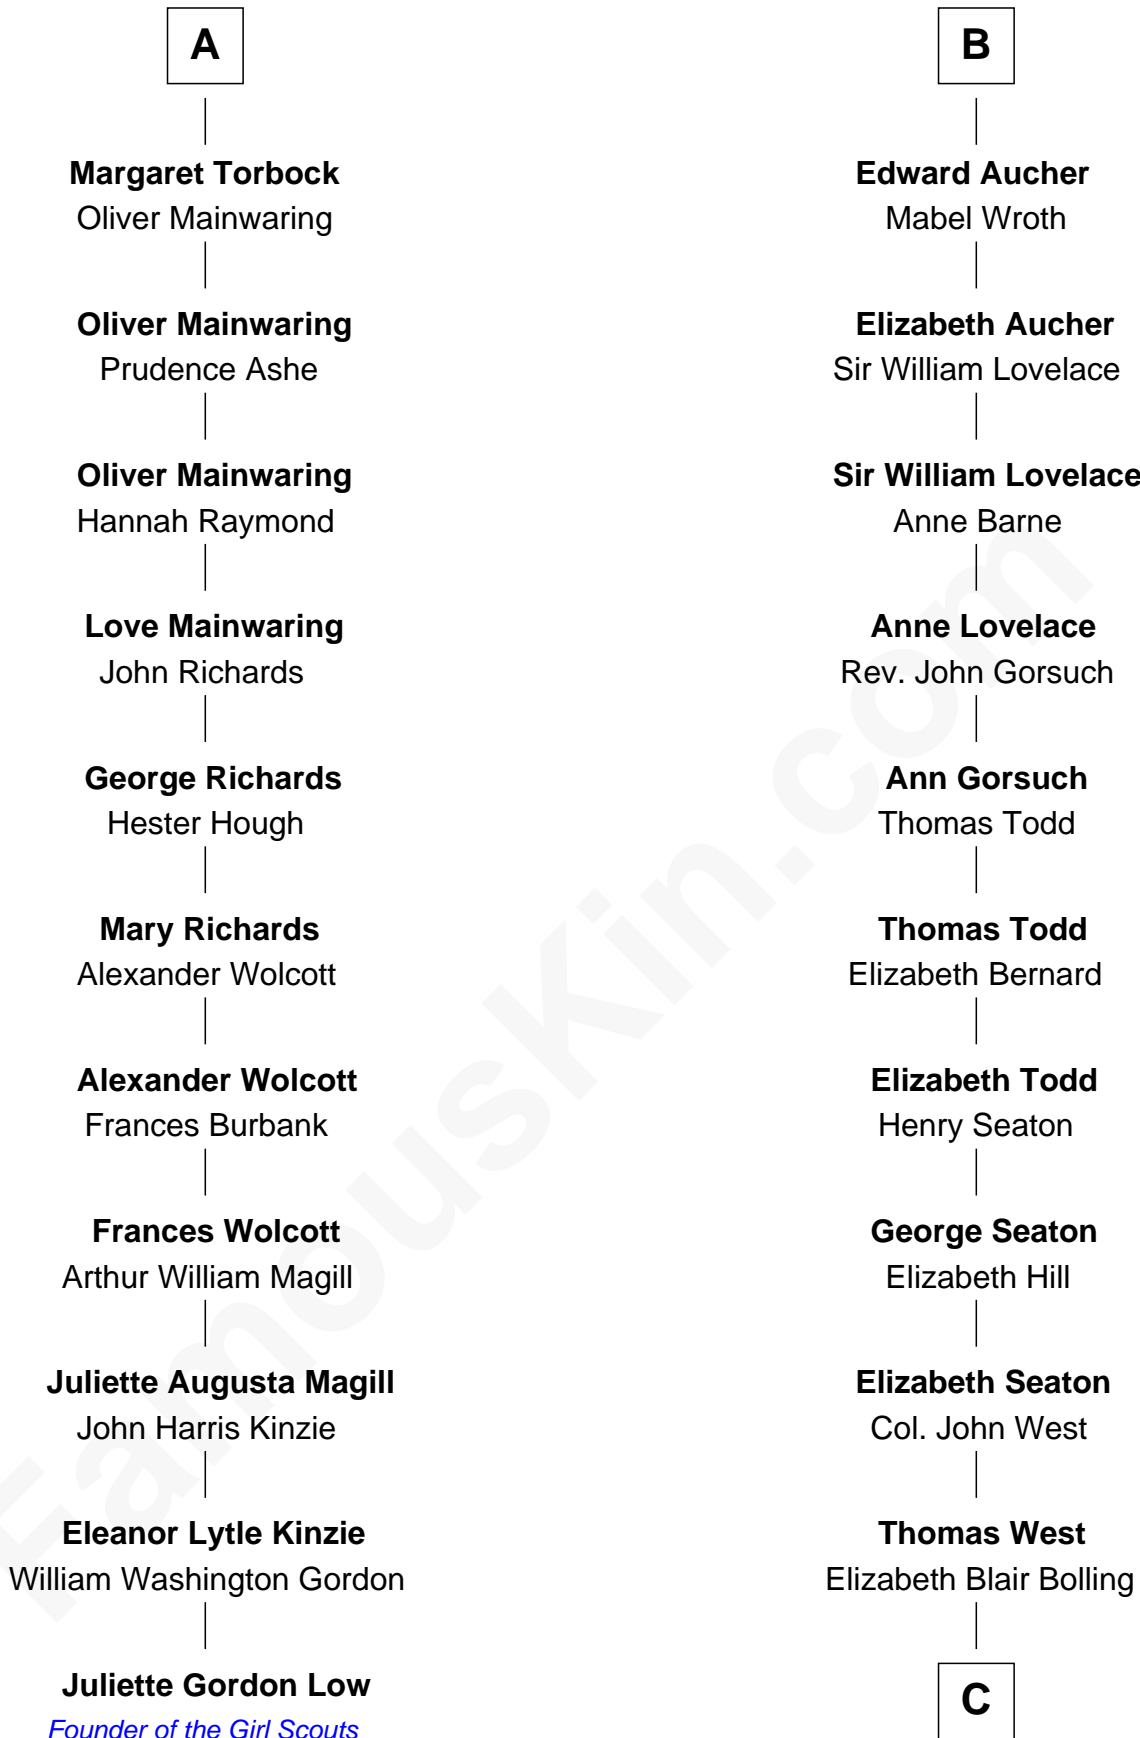 A
Margaret Torbock
Oliver Mainwaring
Oliver Mainwaring
Prudence Ashe
Oliver Mainwaring
Hannah Raymond
Love Mainwaring
John Richards
George Richards
Hester Hough
Mary Richards
Alexander Wolcott
Alexander Wolcott
Frances Burbank
Frances Wolcott
Arthur William Magill
Juliette Augusta Magill
John Harris Kinzie
Eleanor Lytle Kinzie
William Washington Gordon
Juliette Gordon Low
Founder of the Girl Scouts
B
Edward Aucher
Mabel Wroth
Elizabeth Aucher
Sir William Lovelace
Sir William Lovelace
Anne Barne
Anne Lovelace
Rev. John Gorsuch
Ann Gorsuch
Thomas Todd
Thomas Todd
Elizabeth Bernard
Elizabeth Todd
Henry Seaton
George Seaton
Elizabeth Hill
Elizabeth Seaton
Col. John West
Thomas West
Elizabeth Blair Bolling
C
FamousKin.com